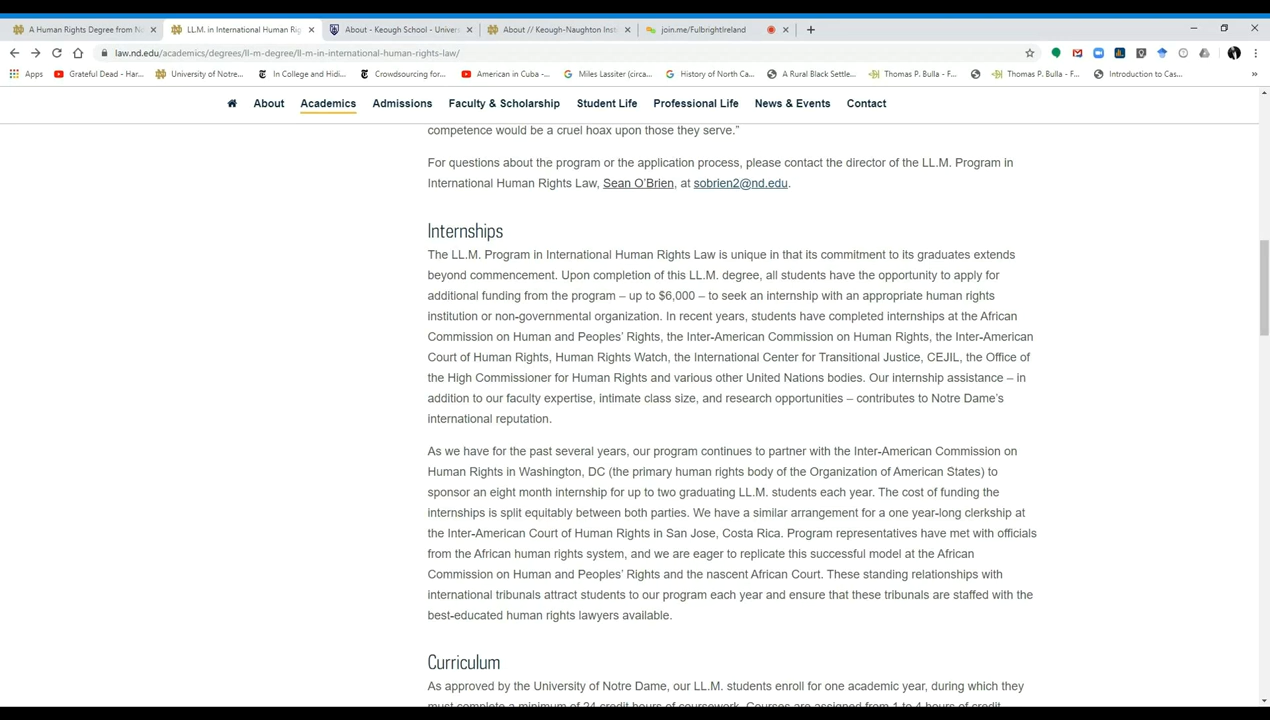 A Human Rights Degree from N
LL.M. in International Human Rig
About - Keough School - Univers
About // Keough-Naughton Inst
join.me/FulbrightIreland
law.nd.edu/academics/degrees/ll-m-degree/ll-m-in-international-human-rights-law/
Apps
Grateful Dead - Har...
University of Notre...
In College and Hidi...
Crowdsourcing for...
American in Cuba -...
Miles Lassiter (circa...
History of North Ca...
A Rural Black Settle...
Thomas P. Bulla - F...
Thomas P. Bulla - F...
Introduction to Cas...
About
Academics
Admissions
Faculty & Scholarship
Student Life
Professional Life
News & Events
Contact
competence would be a cruel hoax upon those they serve.”
For questions about the program or the application process, please contact the director of the LL.M. Program in
International Human Rights Law, Sean O’Brien, at sobrien2@nd.edu.
Internships
The LL.M. Program in International Human Rights Law is unique in that its commitment to its graduates extends
beyond commencement. Upon completion of this LL.M. degree, all students have the opportunity to apply for
additional funding from the program – up to $6,000 – to seek an internship with an appropriate human rights
institution or non-governmental organization. In recent years, students have completed internships at the African
Commission on Human and Peoples’ Rights, the Inter-American Commission on Human Rights, the Inter-American
Court of Human Rights, Human Rights Watch, the International Center for Transitional Justice, CEJIL, the Office of
the High Commissioner for Human Rights and various other United Nations bodies. Our internship assistance – in
addition to our faculty expertise, intimate class size, and research opportunities – contributes to Notre Dame’s
international reputation.
As we have for the past several years, our program continues to partner with the Inter-American Commission on
Human Rights in Washington, DC (the primary human rights body of the Organization of American States) to
sponsor an eight month internship for up to two graduating LL.M. students each year. The cost of funding the
internships is split equitably between both parties. We have a similar arrangement for a one year-long clerkship at
the Inter-American Court of Human Rights in San Jose, Costa Rica. Program representatives have met with officials
from the African human rights system, and we are eager to replicate this successful model at the African
Commission on Human and Peoples’ Rights and the nascent African Court. These standing relationships with
international tribunals attract students to our program each year and ensure that these tribunals are staffed with the
best-educated human rights lawyers available.
Curriculum
As approved by the University of Notre Dame, our LL.M. students enroll for one academic year, during which they
must complete a minimum of 24 credit hours of coursework. Courses are assigned from 1 to 4 hours of credit